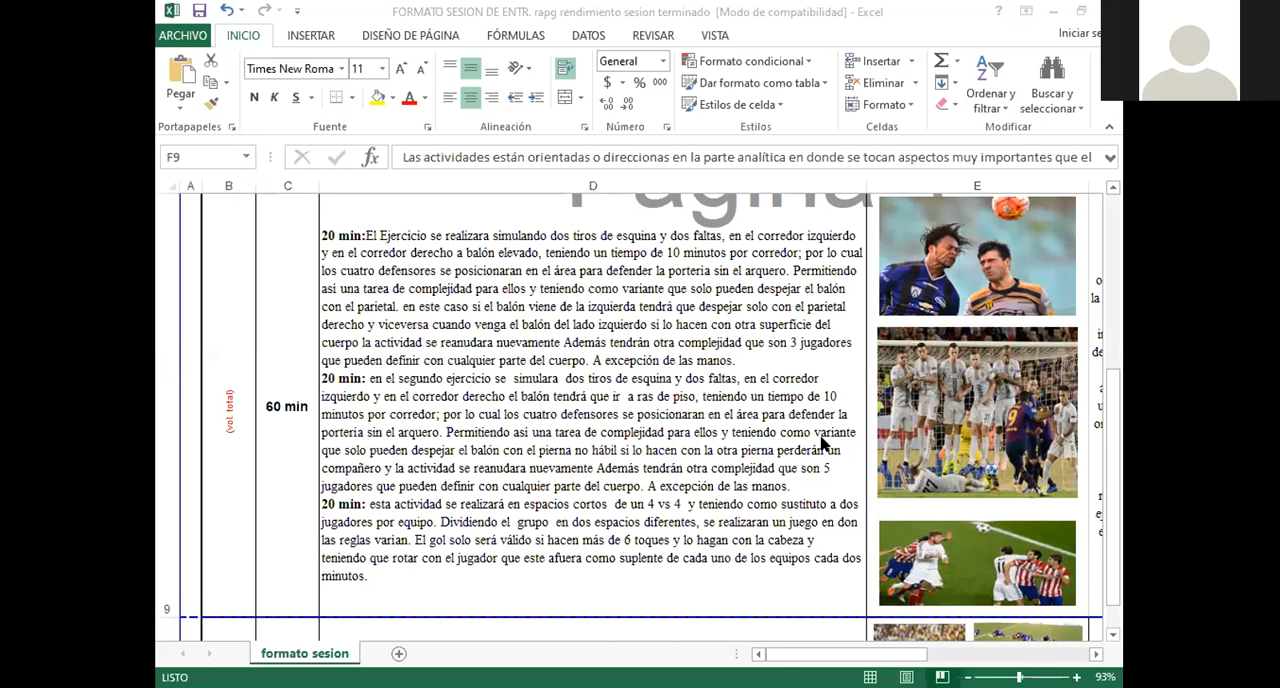 FORMATO SESION DE ENTR. rapg rendimiento sesion terminado [Modo de compatibilidad] - Excel
ARCHIVO INICIO INSERTAR DISEÑO DE PÁGINA FÓRMULAS DATOS REVISAR VISTA Iniciar se
Pegar
Portapapeles
Times New Roma 11
N K S
Fuente
Alineación
General
$ % 000
Número
Formato condicional
Dar formato como tabla
Estilos de celda
Estilos
Insertar
Eliminar
Formato
Celdas
Ordenar y
filtrar
Buscar y
seleccionar
Modificar
F9 fx Las actividades están orientadas o direcciones en la parte analítica en donde se tocan aspectos muy importantes que el
A B C D E
Pagina
20 min:El Ejercicio se realizara simulando dos tiros de esquina y dos faltas, en el corredor izquierdo
y en el corredor derecho a balón elevado, teniendo un tiempo de 10 minutos por corredor; por lo cual
los cuatro defensores se posicionaran en el área para defender la portería sin el arquero. Permitiendo
asi una tarea de complejidad para ellos y teniendo como variante que solo pueden despejar el balón
con el parietal. en este caso si el balón viene de la izquierda tendrá que despejar solo con el parietal
derecho y viceversa cuando venga el balón del lado izquierdo si lo hacen con otra superficie del
cuerpo la actividad se reanudara nuevamente Además tendrán otra complejidad que son 3 jugadores
que pueden definir con cualquier parte del cuerpo. A excepción de las manos.
20 min: en el segundo ejercicio se simulara dos tiros de esquina y dos faltas, en el corredor
izquierdo y en el corredor derecho el balón tendrá que ir a ras de piso, teniendo un tiempo de 10
minutos por corredor; por lo cual los cuatro defensores se posicionaran en el área para defender la
portería sin el arquero. Permitiendo asi una tarea de complejidad para ellos y teniendo como variante
que solo pueden despejar el balón con el pierna no hábil si lo hacen con la otra pierna perderán un
compañero y la actividad se reanudara nuevamente Además tendrán otra complejidad que son 5
jugadores que pueden definir con cualquier parte del cuerpo. A excepción de las manos.
20 min: esta actividad se realizará en espacios cortos de un 4 vs 4 y teniendo como sustituto a dos
jugadores por equipo. Dividiendo el grupo en dos espacios diferentes, se realizaran un juego en don
las reglas varían. El gol solo será válido si hacen más de 6 toques y lo hagan con la cabeza y
teniendo que rotar con el jugador que este afuera como suplente de cada uno de los equipos cada dos
minutos.
(vol. total)
60 min
9
formato sesion
LISTO
93%